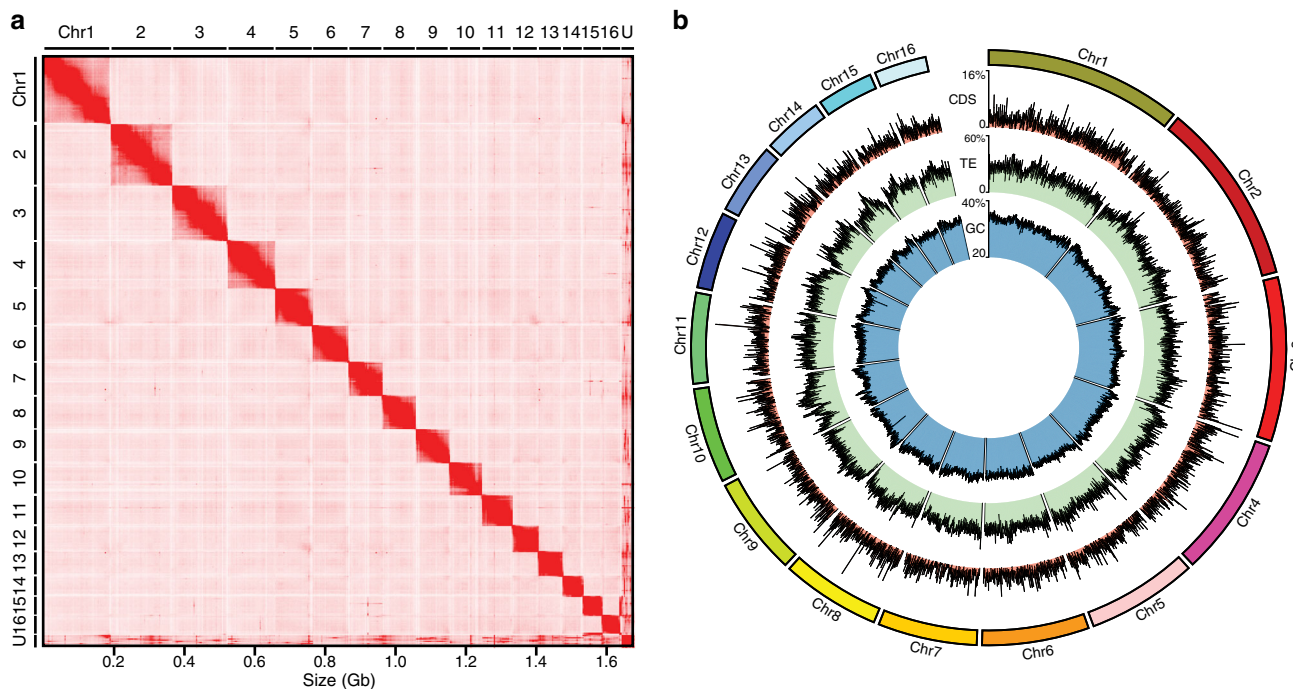 a
Chr1 2 3 4 5 6 7 8 9 10 11 12 13 14 15 16 U
Chr1
2
3
4
5
6
7
8
9
10
11
12
13
14
15
16
U
0.2 0.4 0.6 0.8 1.0 1.2 1.4 1.6
Size (Gb)
b
Chr1
Chr2
Chr4
Chr5
Chr6
Chr7
Chr8
Chr9
Chr10
Chr11
Chr12
Chr13
Chr14
Chr15
Chr16
16%
CDS
0
60%
TE
0
40%
GC
20